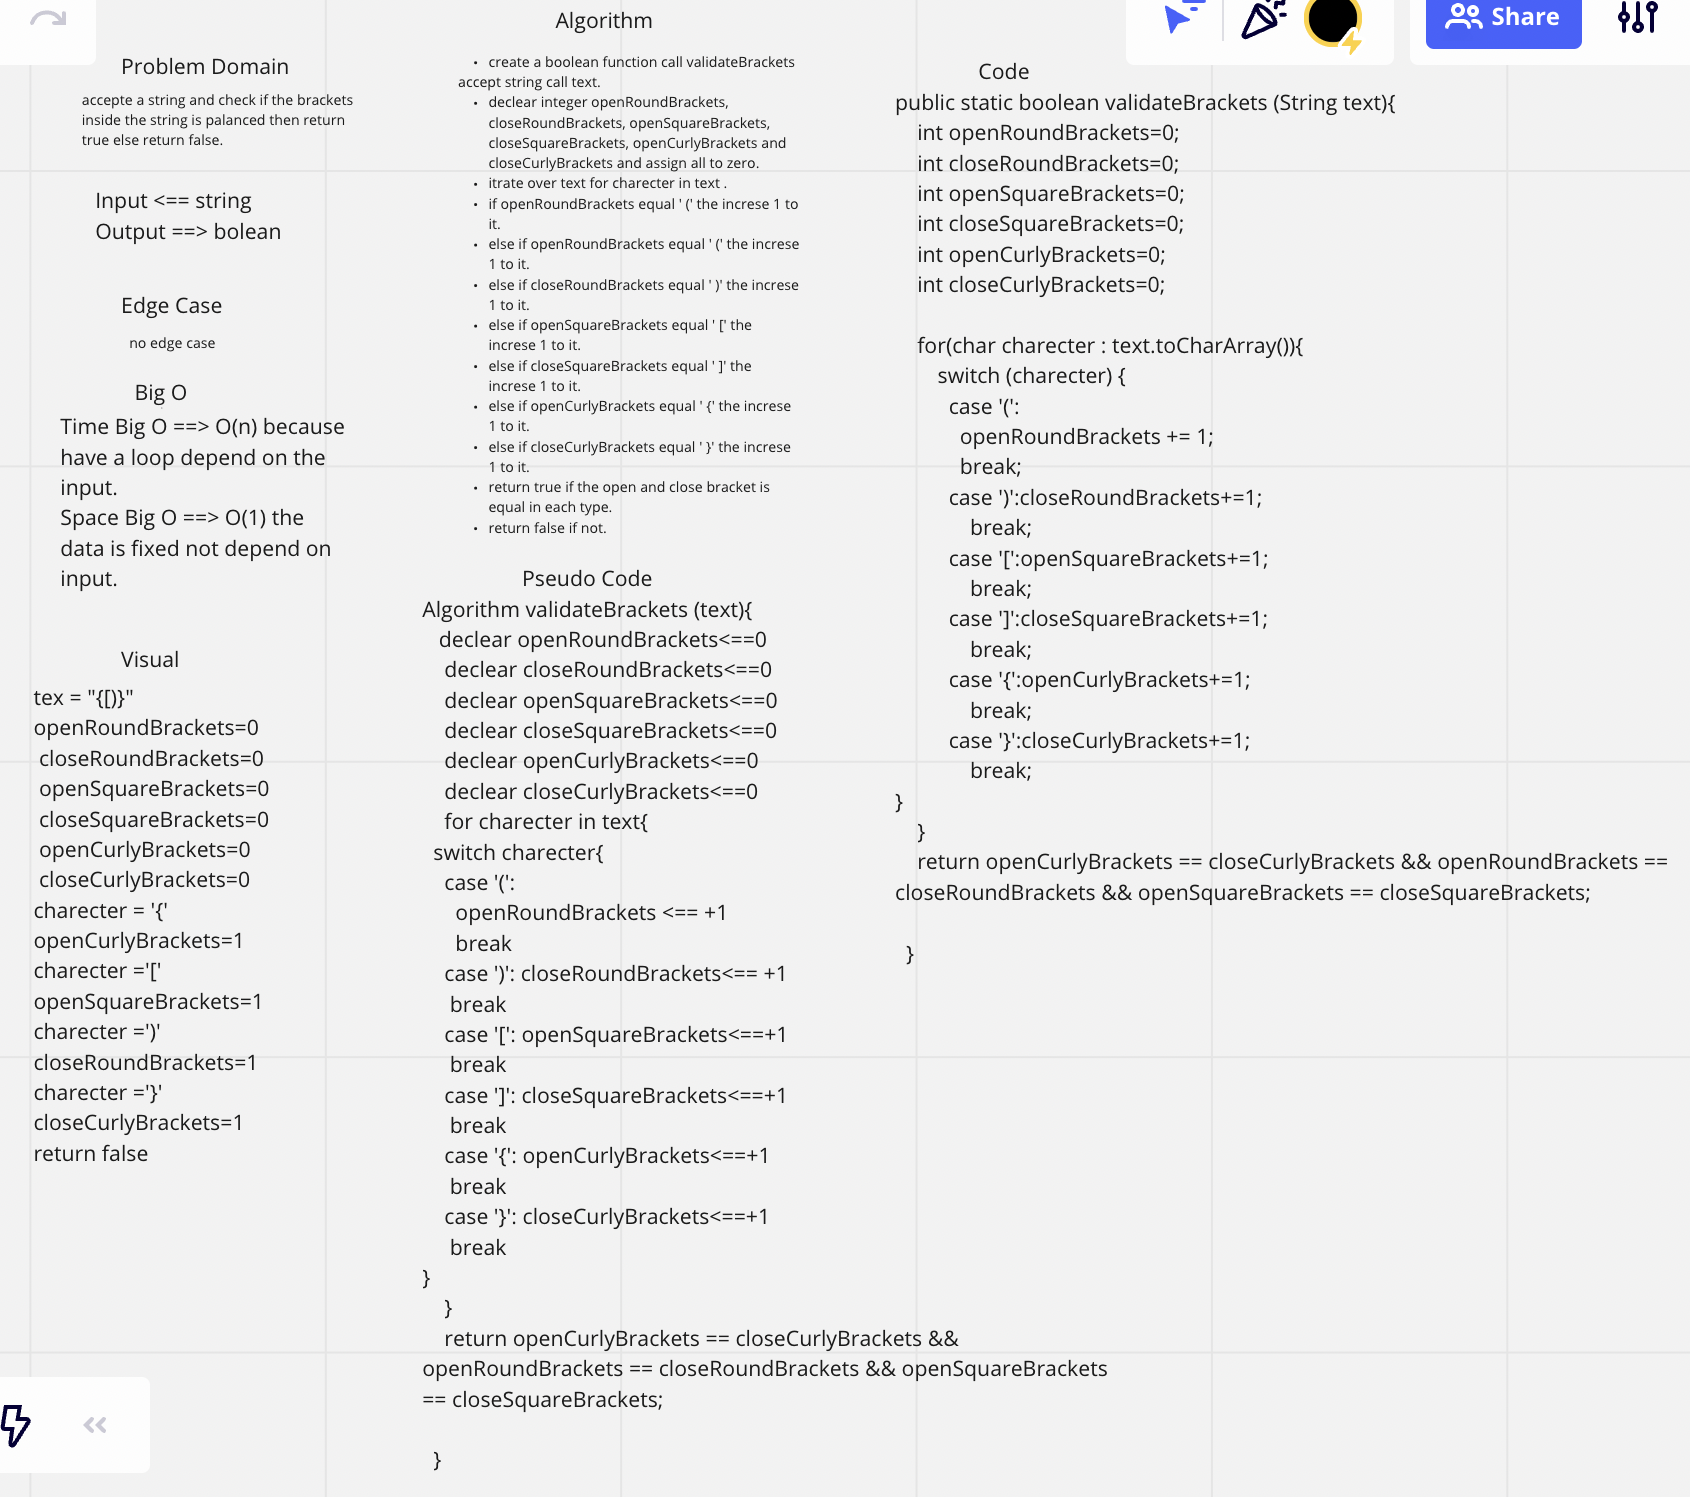 Problem Domain
accepte a string and check if the brackets
inside the string is palanced then return
true else return false.
Input <== string
Output ==> bolean
Edge Case
no edge case
Big O
Time Big O ==> O(n) because
have a loop depend on the
input.
Space Big O ==> O(1) the
data is fixed not depend on
input.
Visual
tex = "{[)}"
openRoundBrackets=0
closeRoundBrackets=0
openSquareBrackets=0
closeSquareBrackets=0
openCurlyBrackets=0
closeCurlyBrackets=0
charecter = '{'
openCurlyBrackets=1
charecter ='['
openSquareBrackets=1
charecter =')'
closeRoundBrackets=1
charecter ='}'
closeCurlyBrackets=1
return false
Algorithm
• create a boolean function call validateBrackets
accept string call text.
• declear integer openRoundBrackets,
closeRoundBrackets, openSquareBrackets,
closeSquareBrackets, openCurlyBrackets and
closeCurlyBrackets and assign all to zero.
• itrate over text for charecter in text .
• if openRoundBrackets equal ' (' the increse 1 to
it.
• else if openRoundBrackets equal ' (' the increse
1 to it.
• else if closeRoundBrackets equal ' )' the increse
1 to it.
• else if openSquareBrackets equal ' [' the
increse 1 to it.
• else if closeSquareBrackets equal ' ]' the
increse 1 to it.
• else if openCurlyBrackets equal ' {' the increse
1 to it.
• else if closeCurlyBrackets equal ' }' the increse
1 to it.
• return true if the open and close bracket is
equal in each type.
• return false if not.
Pseudo Code
Algorithm validateBrackets (text){
declear openRoundBrackets<==0
declear closeRoundBrackets<==0
declear openSquareBrackets<==0
declear closeSquareBrackets<==0
declear openCurlyBrackets<==0
declear closeCurlyBrackets<==0
for charecter in text{
switch charecter{
case '(':
openRoundBrackets <== +1
break
case ')': closeRoundBrackets<== +1
break
case '[': openSquareBrackets<==+1
break
case ']': closeSquareBrackets<==+1
break
case '{': openCurlyBrackets<==+1
break
case '}': closeCurlyBrackets<==+1
break
}
}
return openCurlyBrackets == closeCurlyBrackets &&
openRoundBrackets == closeRoundBrackets && openSquareBrackets
== closeSquareBrackets;
}
Share
Code
public static boolean validateBrackets (String text){
int openRoundBrackets=0;
int closeRoundBrackets=0;
int openSquareBrackets=0;
int closeSquareBrackets=0;
int openCurlyBrackets=0;
int closeCurlyBrackets=0;
for(char charecter : text.toCharArray()){
switch (charecter) {
case '(':
openRoundBrackets += 1;
break;
case ')':closeRoundBrackets+=1;
break;
case '[':openSquareBrackets+=1;
break;
case ']':closeSquareBrackets+=1;
break;
case '{':openCurlyBrackets+=1;
break;
case '}':closeCurlyBrackets+=1;
break;
}
}
return openCurlyBrackets == closeCurlyBrackets && openRoundBrackets ==
closeRoundBrackets && openSquareBrackets == closeSquareBrackets;
}